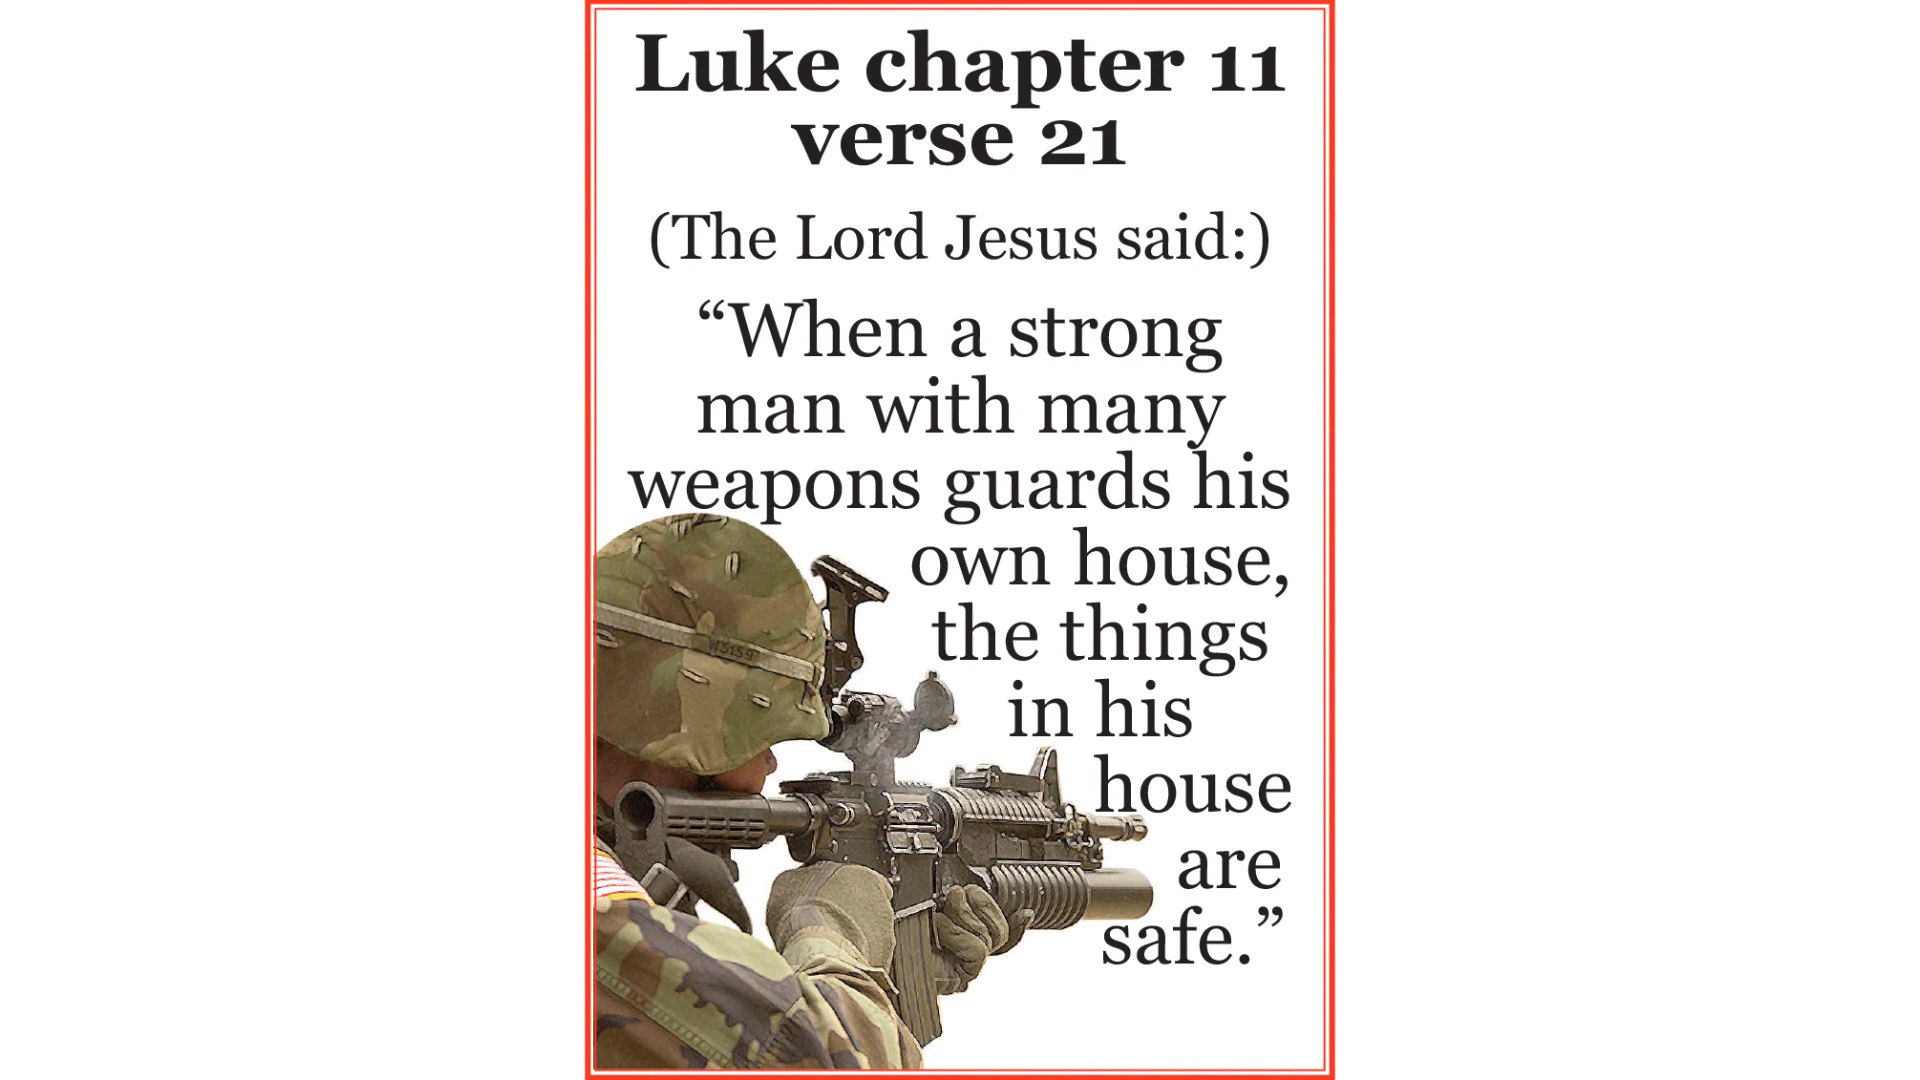 Luke chapter 11
verse 21
(The Lord Jesus said:)
“When a strong
man with many
weapons guards his
own house,
the things
in his
house
are
safe.”